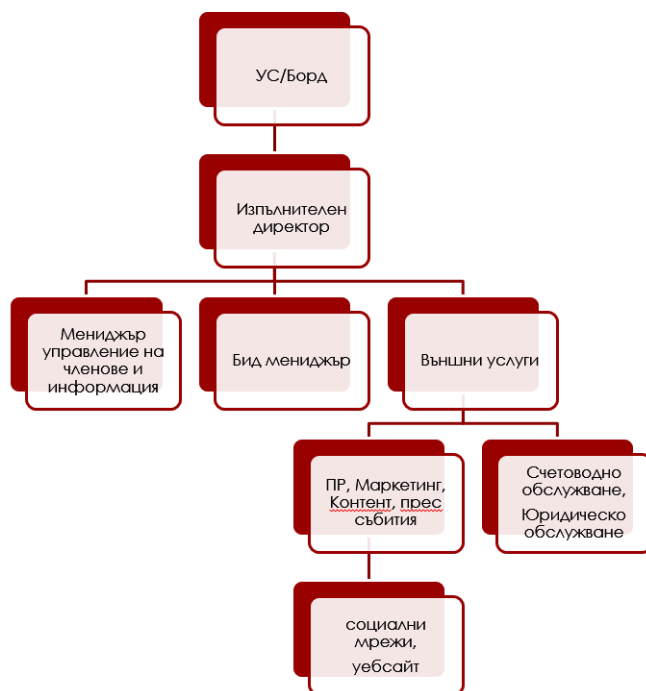 УС/Борд
Изпълнителен
директор
Мениджър
управление на
членове и
информация
Бид мениджър
Външни услуги
ПР, Маркетинг,
Контент, прес
събития
Счетоводно
обслужване,
Юридическо
обслужване
социални
мрежи,
уебсайт